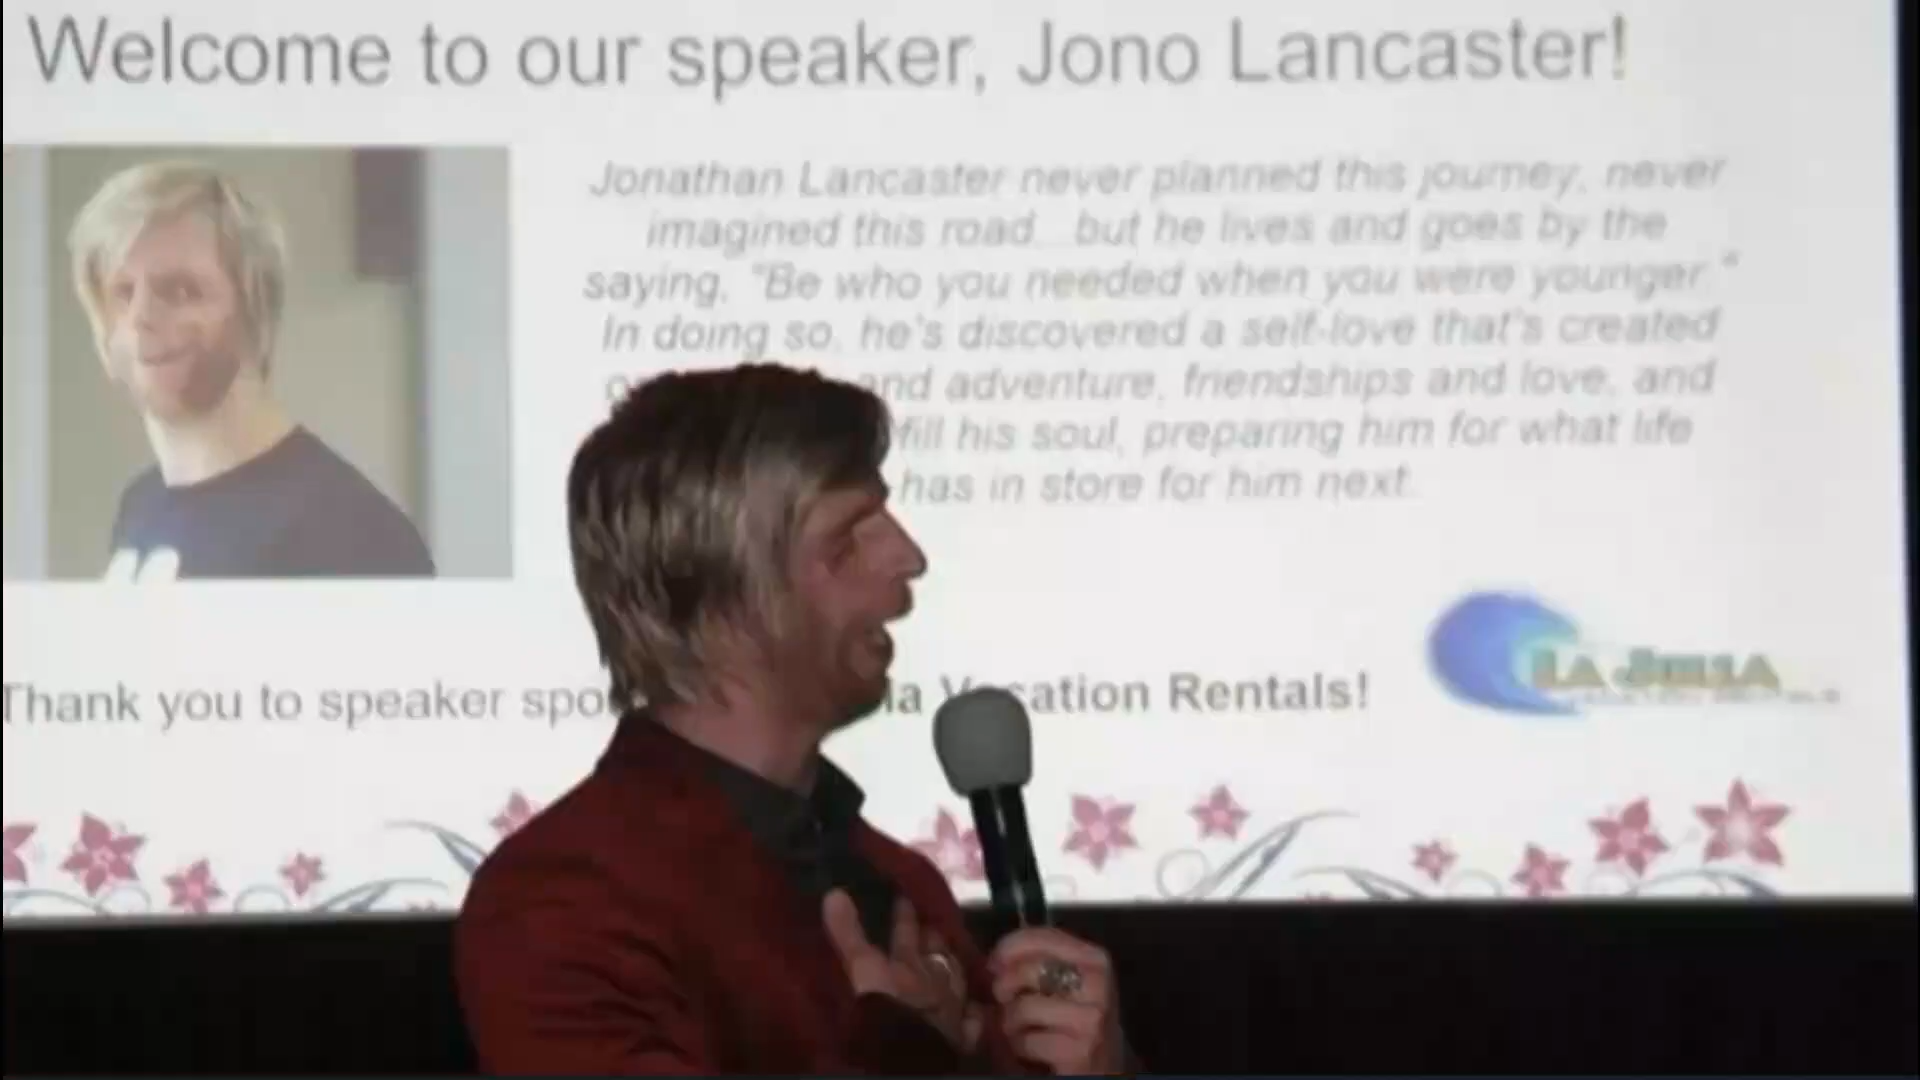 Welcome to our speaker, Jono Lancaster!
Jonathan Lancaster never planned this journey, never
imagined this road...but he lives and goes by the
saying, "Be who you needed when you were younger."
In doing so, he's discovered a self-love that's created
and adventure, friendships and love, and
fill his soul, preparing him for what life
has in store for him next.
Thank you to speaker Vacation Rentals!
LA JOLLA